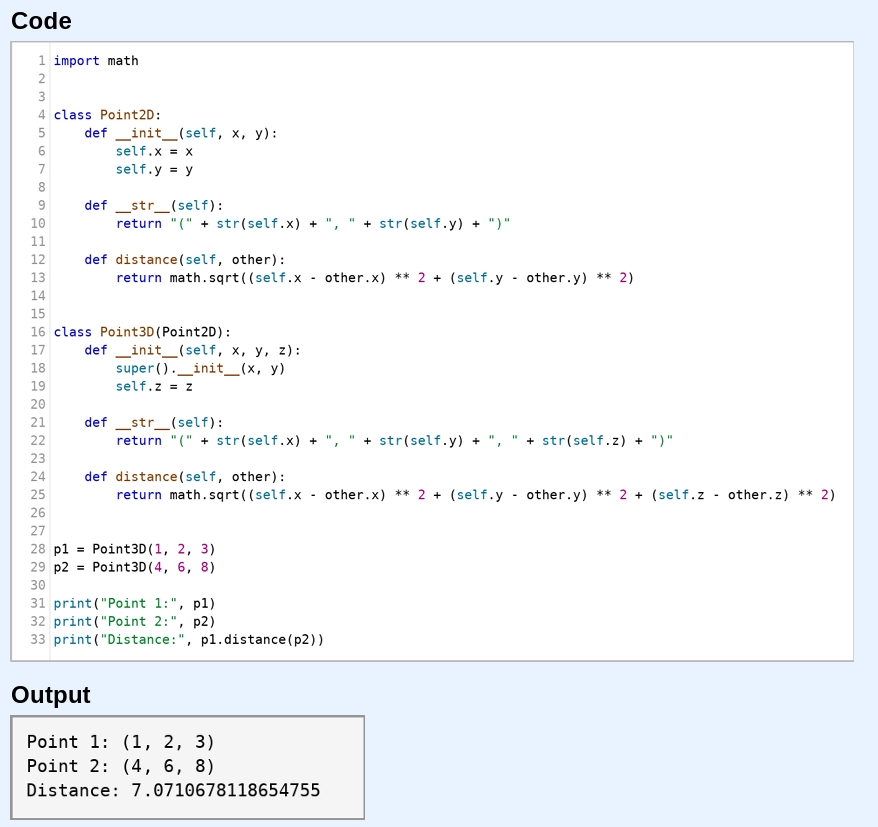 Code
1 import math
2
3
4 class Point2D:
5     def __init__(self, x, y):
6         self.x = x
7         self.y = y
8
9     def __str__(self):
10         return "(" + str(self.x) + ", " + str(self.y) + ")"
11
12     def distance(self, other):
13         return math.sqrt((self.x - other.x) ** 2 + (self.y - other.y) ** 2)
14
15
16 class Point3D(Point2D):
17     def __init__(self, x, y, z):
18         super().__init__(x, y)
19         self.z = z
20
21     def __str__(self):
22         return "(" + str(self.x) + ", " + str(self.y) + ", " + str(self.z) + ")"
23
24     def distance(self, other):
25         return math.sqrt((self.x - other.x) ** 2 + (self.y - other.y) ** 2 + (self.z - other.z) ** 2)
26
27
28 p1 = Point3D(1, 2, 3)
29 p2 = Point3D(4, 6, 8)
30
31 print("Point 1:", p1)
32 print("Point 2:", p2)
33 print("Distance:", p1.distance(p2))
Output
Point 1: (1, 2, 3)
Point 2: (4, 6, 8)
Distance: 7.0710678118654755